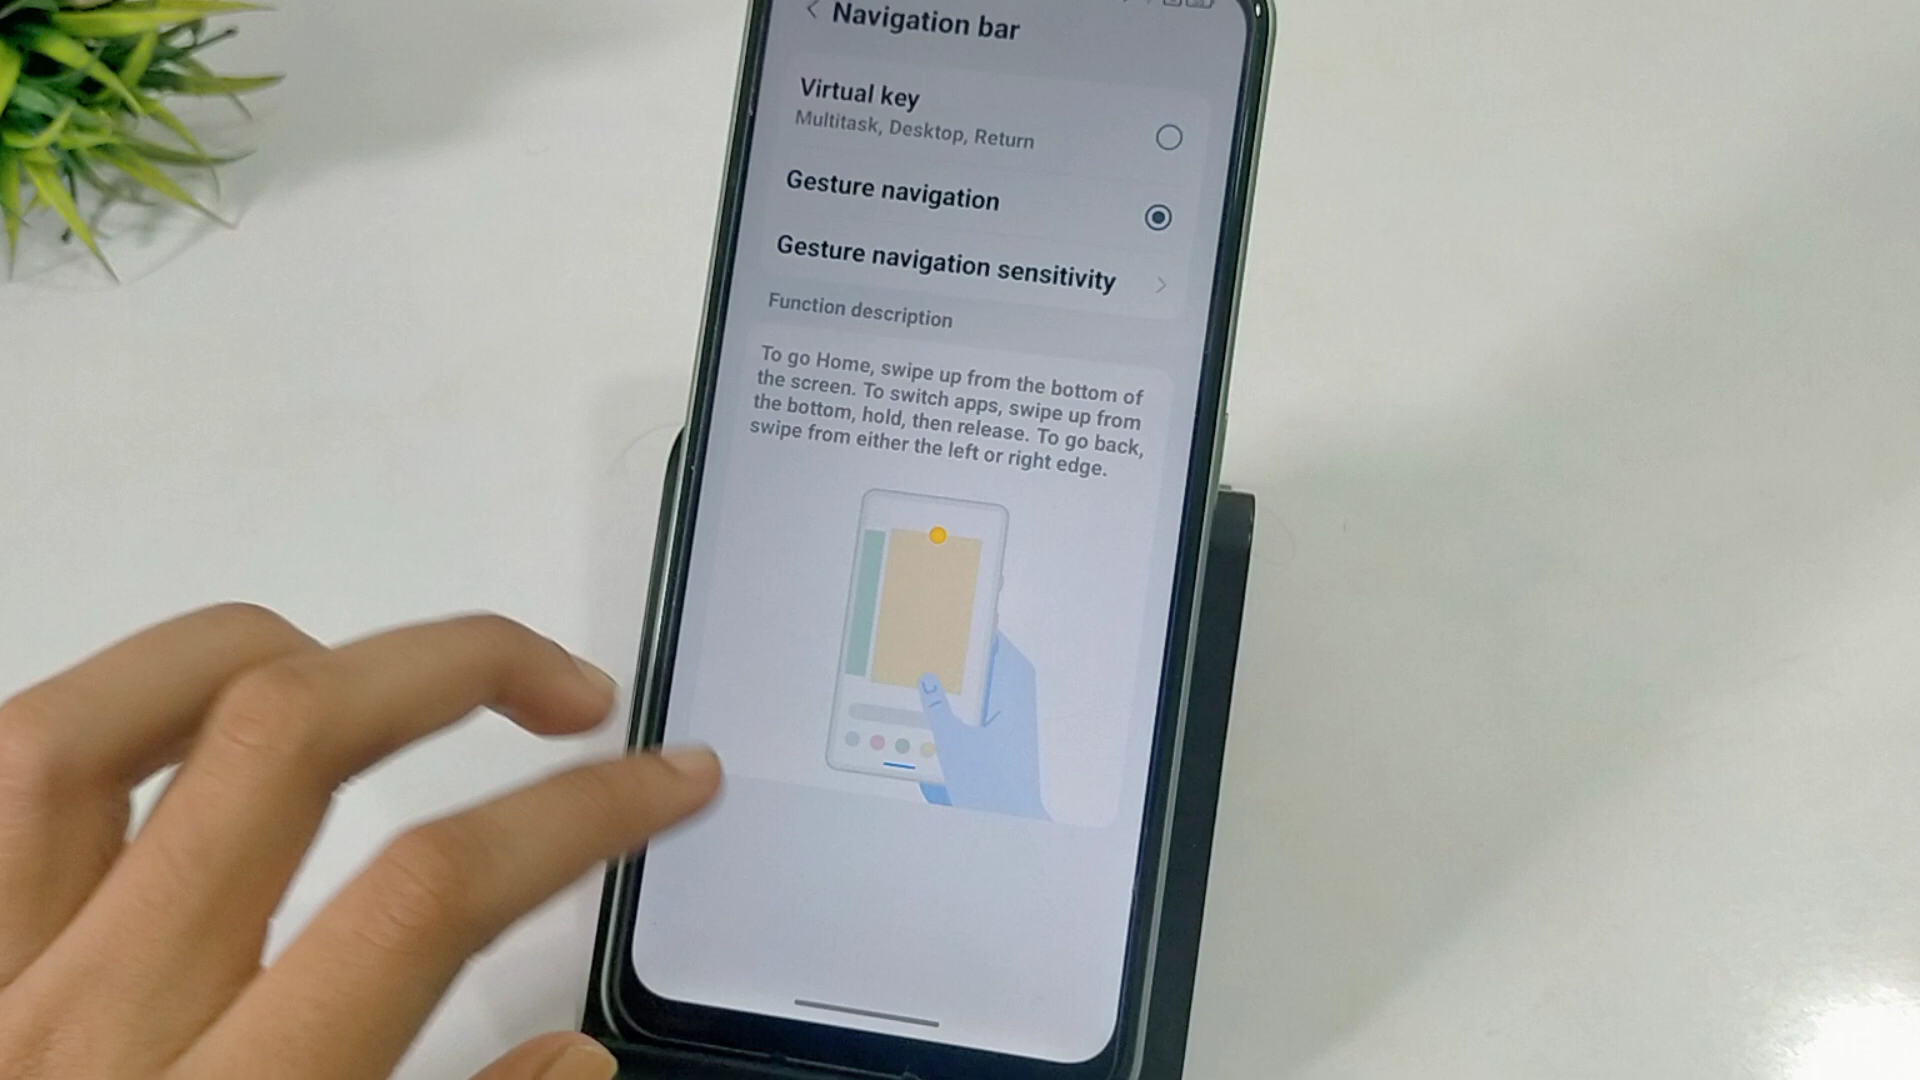 Navigation bar
Virtual key
Multitask, Desktop, Return
Gesture navigation
Gesture navigation sensitivity
Function description
To go Home, swipe up from the bottom of
the screen. To switch apps, swipe up from
the bottom, hold, then release. To go back,
swipe from either the left or right edge.